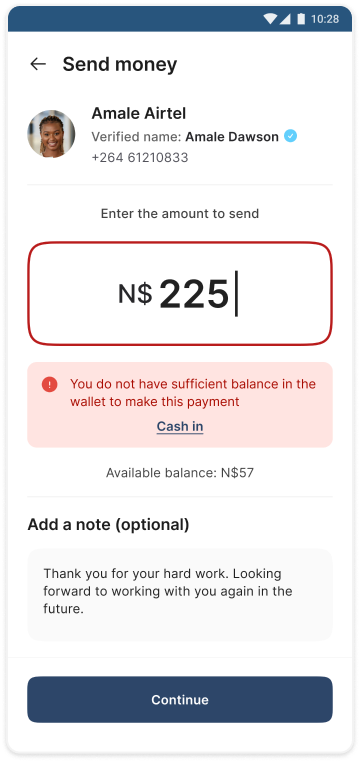 10:28
Send money
Amale Airtel
Verified name: Amale Dawson
+264 61210833
Enter the amount to send
N$ 225
You do not have sufficient balance in the
wallet to make this payment
Cash in
Available balance: N$57
Add a note (optional)
Thank you for your hard work. Looking
forward to working with you again in the
future.
Continue